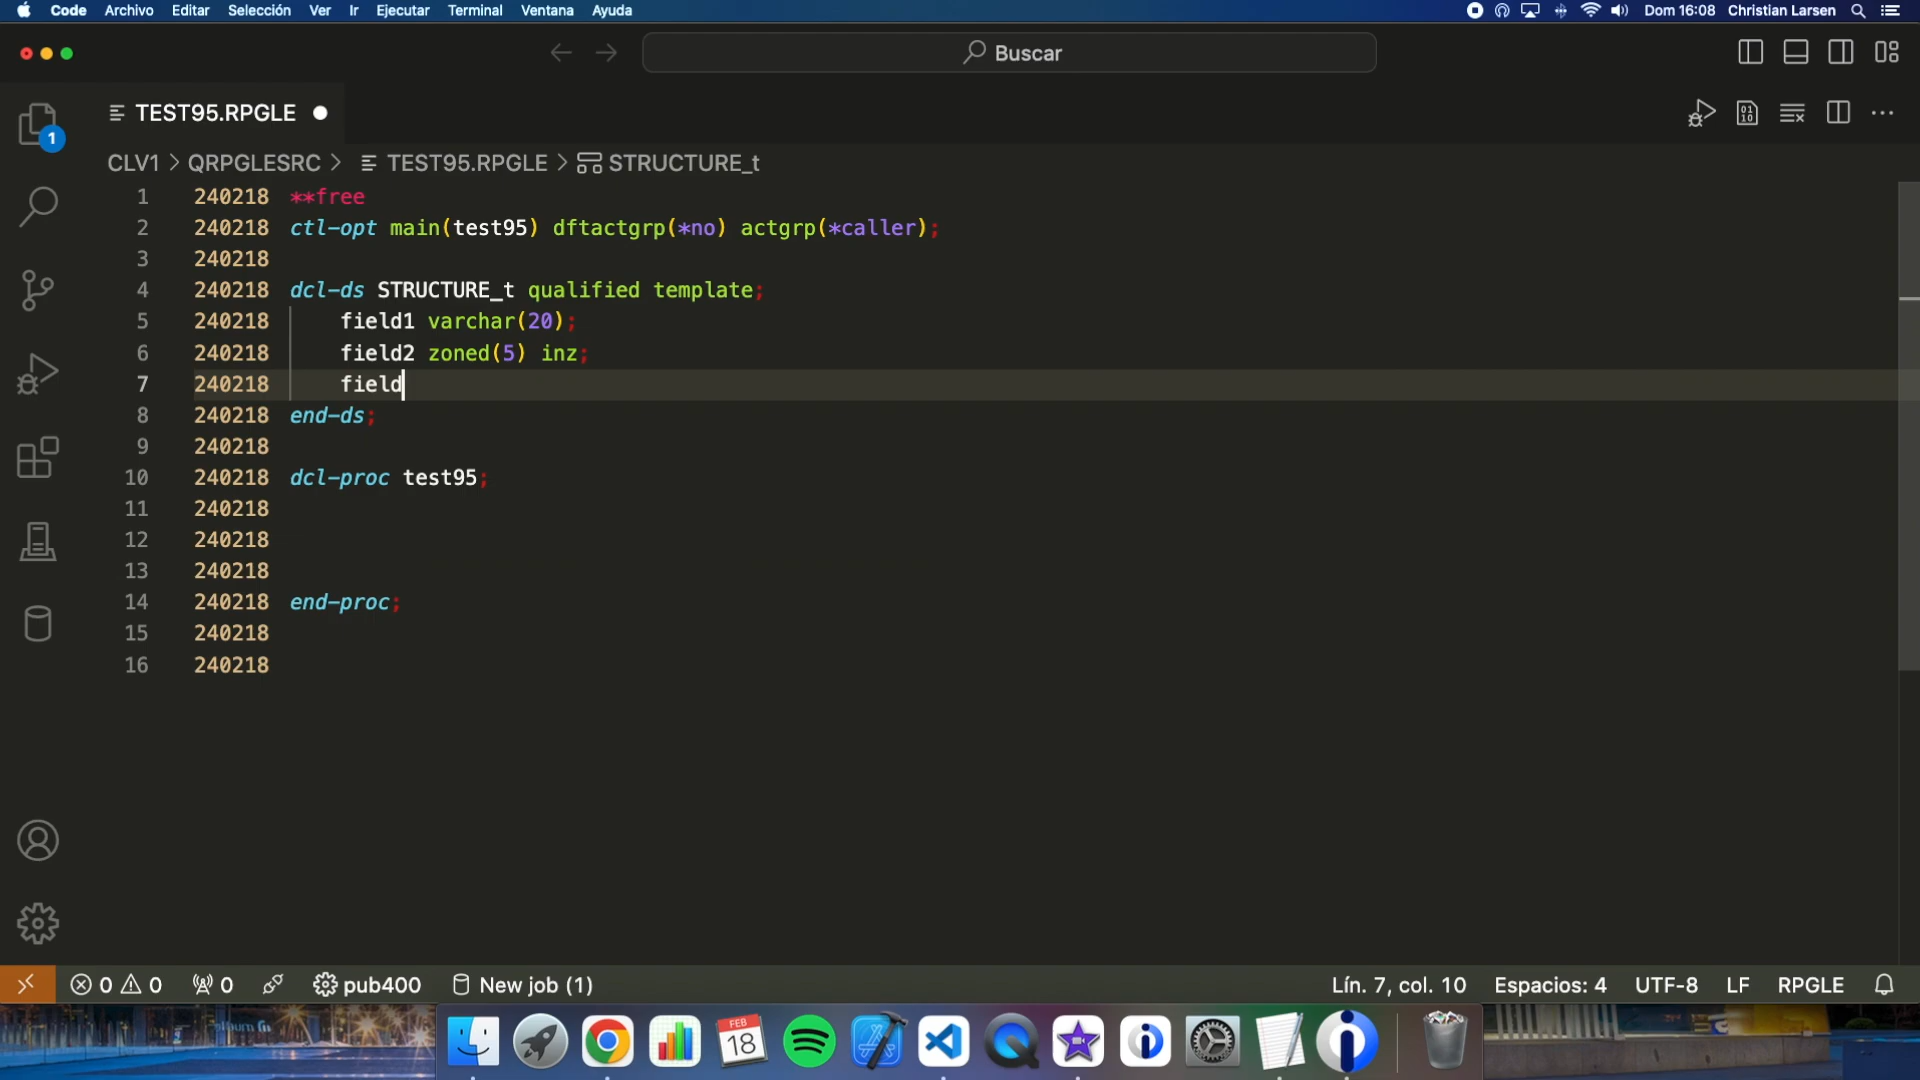 Code Archivo Editar Selección Ver Ir Ejecutar Terminal Ventana Ayuda Dom 16:08 Christian Larsen
Buscar
TEST95.RPGLE
1
CLV1 > QRPGLESRC > TEST95.RPGLE > STRUCTURE_t
1 240218 **free
2 240218 ctl-opt main(test95) dftactgrp(*no) actgrp(*caller);
3 240218
4 240218 dcl-ds STRUCTURE_t qualified template;
5 240218 field1 varchar(20);
6 240218 field2 zoned(5) inz;
7 240218 field
8 240218 end-ds;
9 240218
10 240218 dcl-proc test95;
11 240218
12 240218
13 240218
14 240218 end-proc;
15 240218
16 240218
0 0 0 pub400 New job (1) Lín. 7, col. 10 Espacios: 4 UTF-8 LF RPGLE
FEB
18